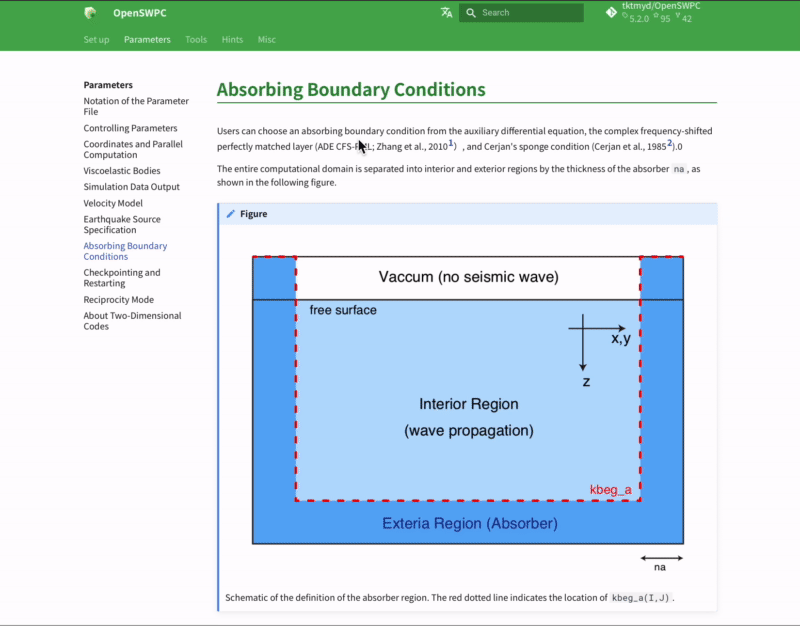 OpenSWPC
Search
tktmyd/OpenSWPC
5.2.0 95 42
Set up Parameters Tools Hints Misc
Parameters
Notation of the Parameter
File
Controlling Parameters
Coordinates and Parallel
Computation
Viscoelastic Bodies
Simulation Data Output
Velocity Model
Earthquake Source
Specification
Absorbing Boundary
Conditions
Checkpointing and
Restarting
Reciprocity Mode
About Two-Dimensional
Codes
Absorbing Boundary Conditions
Users can choose an absorbing boundary condition from the auxiliary differential equation, the complex frequency-shifted
perfectly matched layer (ADE Zhang et al., 2010¹) , and Cerjan's sponge condition (Cerjan et al., 1985²).0
The entire computational domain is separated into interior and exterior regions by the thickness of the absorber na , as
shown in the following figure.
Figure
Vaccum (no seismic wave)
free surface
x,y
z
Interior Region
(wave propagation)
kbeg_a
Exteria Region (Absorber)
na
Schematic of the definition of the absorber region. The red dotted line indicates the location of kbeg_a(I,J) .